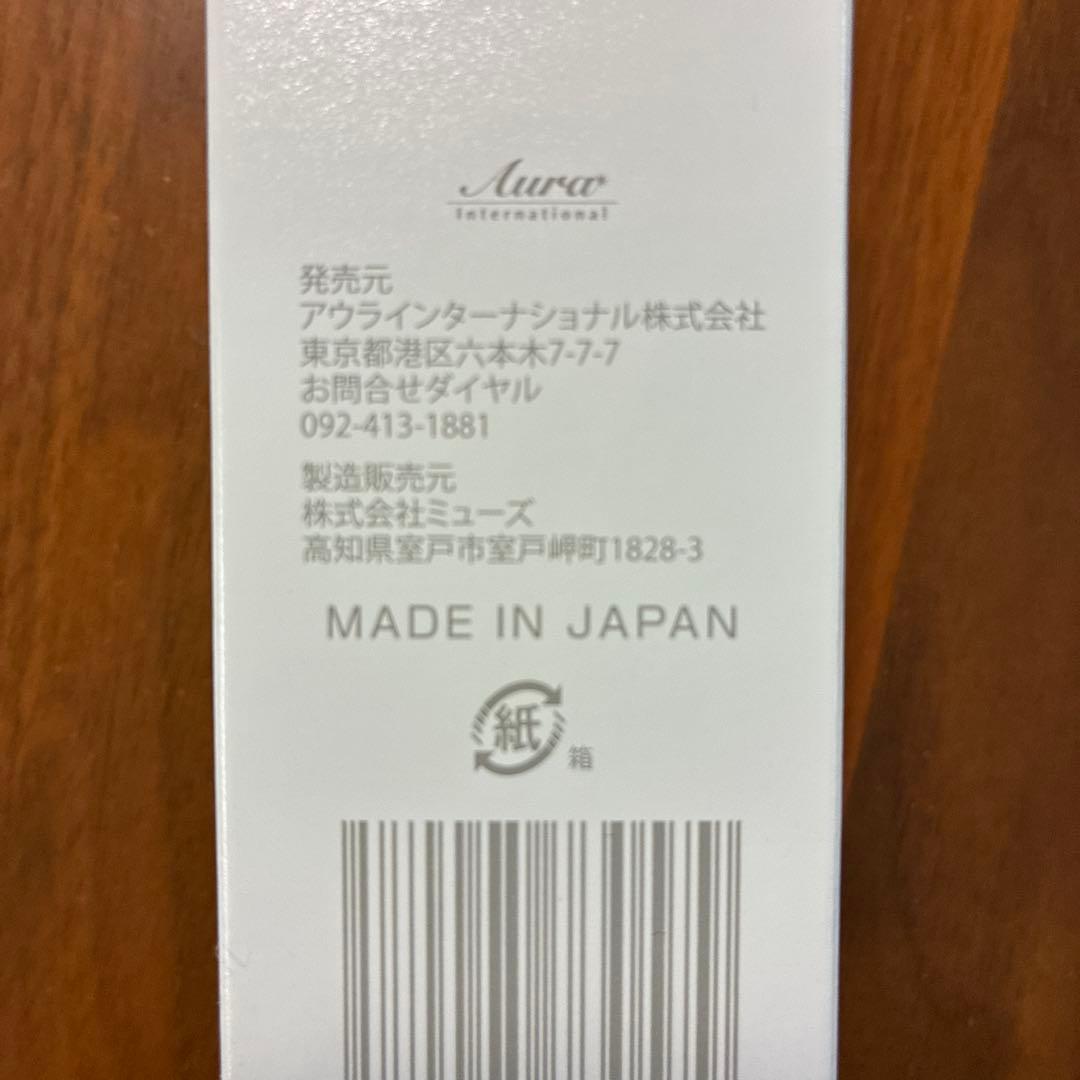 Aura
International
発売元
アウラインターナショナル株式会社
東京都港区六本木7-7-7
お問合せダイヤル
092-413-1881
製造販売元
株式会社ミューズ
高知県室戸市室戸岬町1828-3
MADE IN JAPAN
紙
箱